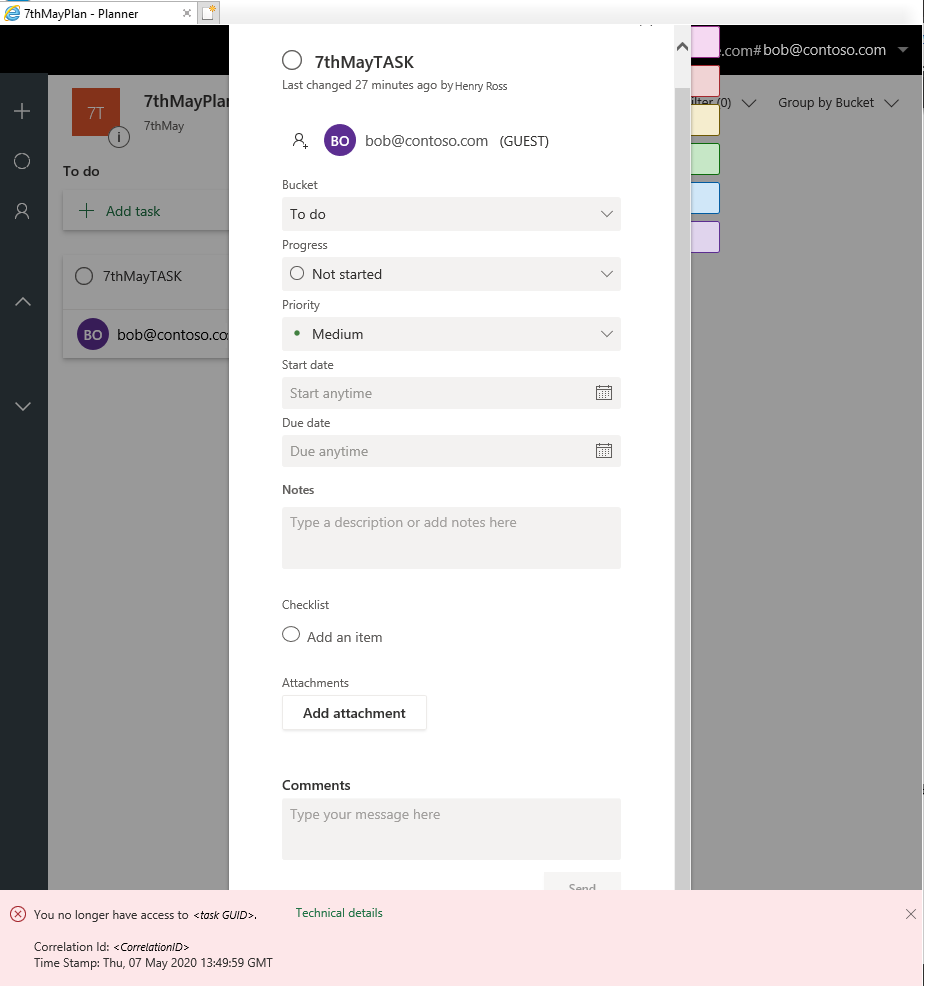 7thMayPlan - Planner
e.com#bob@contoso.com
7T
7thMayPla
7thMay
i
(0)
Group by Bucket
To do
Add task
7thMayTASK
BO bob@contoso.co
7thMayTASK
Last changed 27 minutes ago by Henry Ross
BO bob@contoso.com (GUEST)
Bucket
To do
Progress
Not started
Priority
Medium
Start date
Start anytime
Due date
Due anytime
Notes
Type a description or add notes here
Checklist
Add an item
Attachments
Add attachment
Comments
Type your message here
Send
You no longer have access to <task GUID>. Technical details
Correlation Id: <CorrelationID>
Time Stamp: Thu, 07 May 2020 13:49:59 GMT